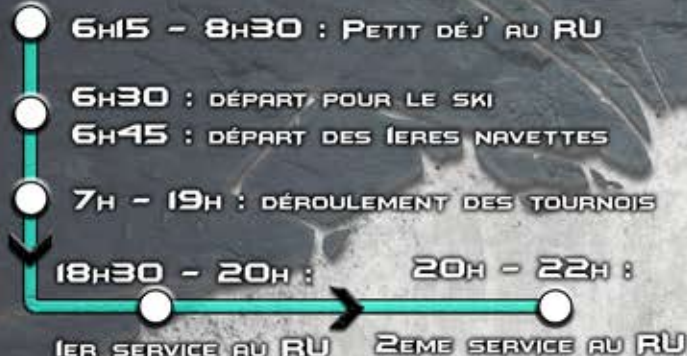 6H15 - 8H30 : PETIT DÉJ' AU RU
6H30 : DÉPART POUR LE SKI
6H45 : DÉPART DES 1ERES NAVETTES
7H - 19H : DÉROULEMENT DES TOURNOIS
18H30 - 20H :
20H - 22H :
1ER SERVICE AU RU
2EME SERVICE AU RU